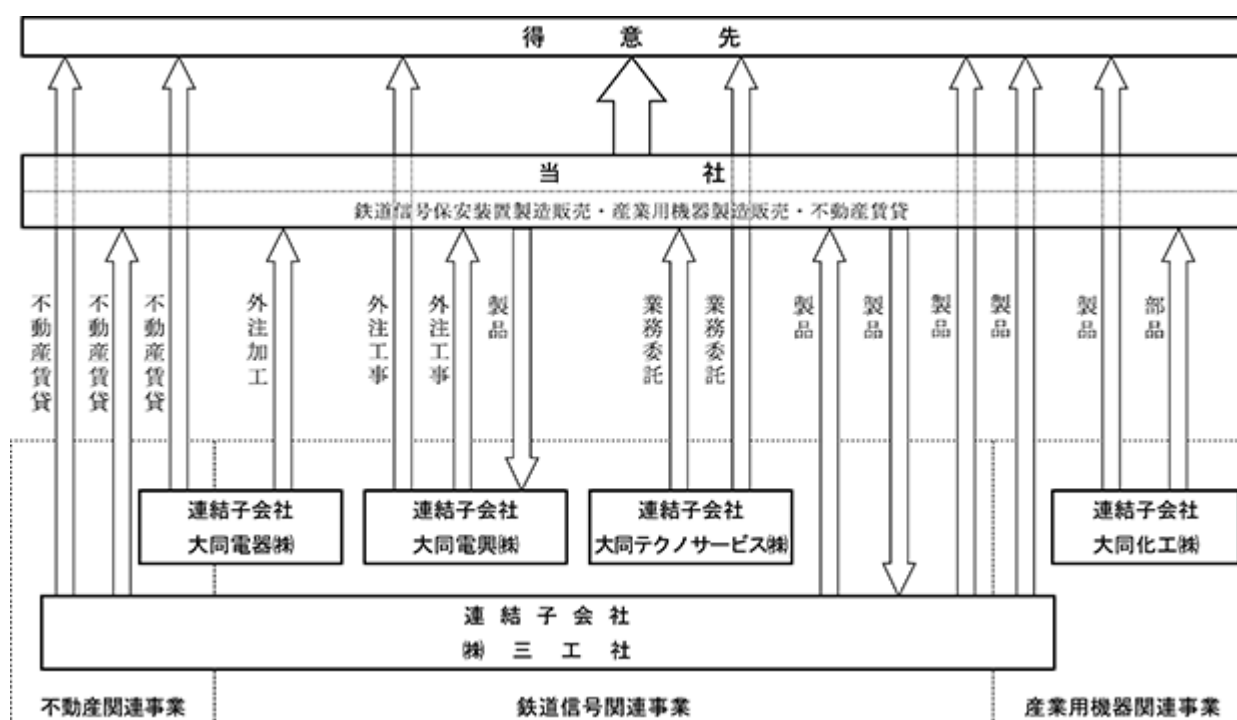 得意先
当社
鉄道信号保安装置製造販売・産業用機器製造販売・不動産賃貸
不動産賃貸
不動産賃貸
不動産賃貸
外注加工
外注工事
外注工事
製品
業務委託
業務委託
製品
製品
製品
製品
製品
部品
連結子会社
大同電器㈱
連結子会社
大同電興㈱
連結子会社
大同テクノサービス㈱
連結子会社
大同化工㈱
連結子会社
㈱三工社
不動産関連事業
鉄道信号関連事業
産業用機器関連事業